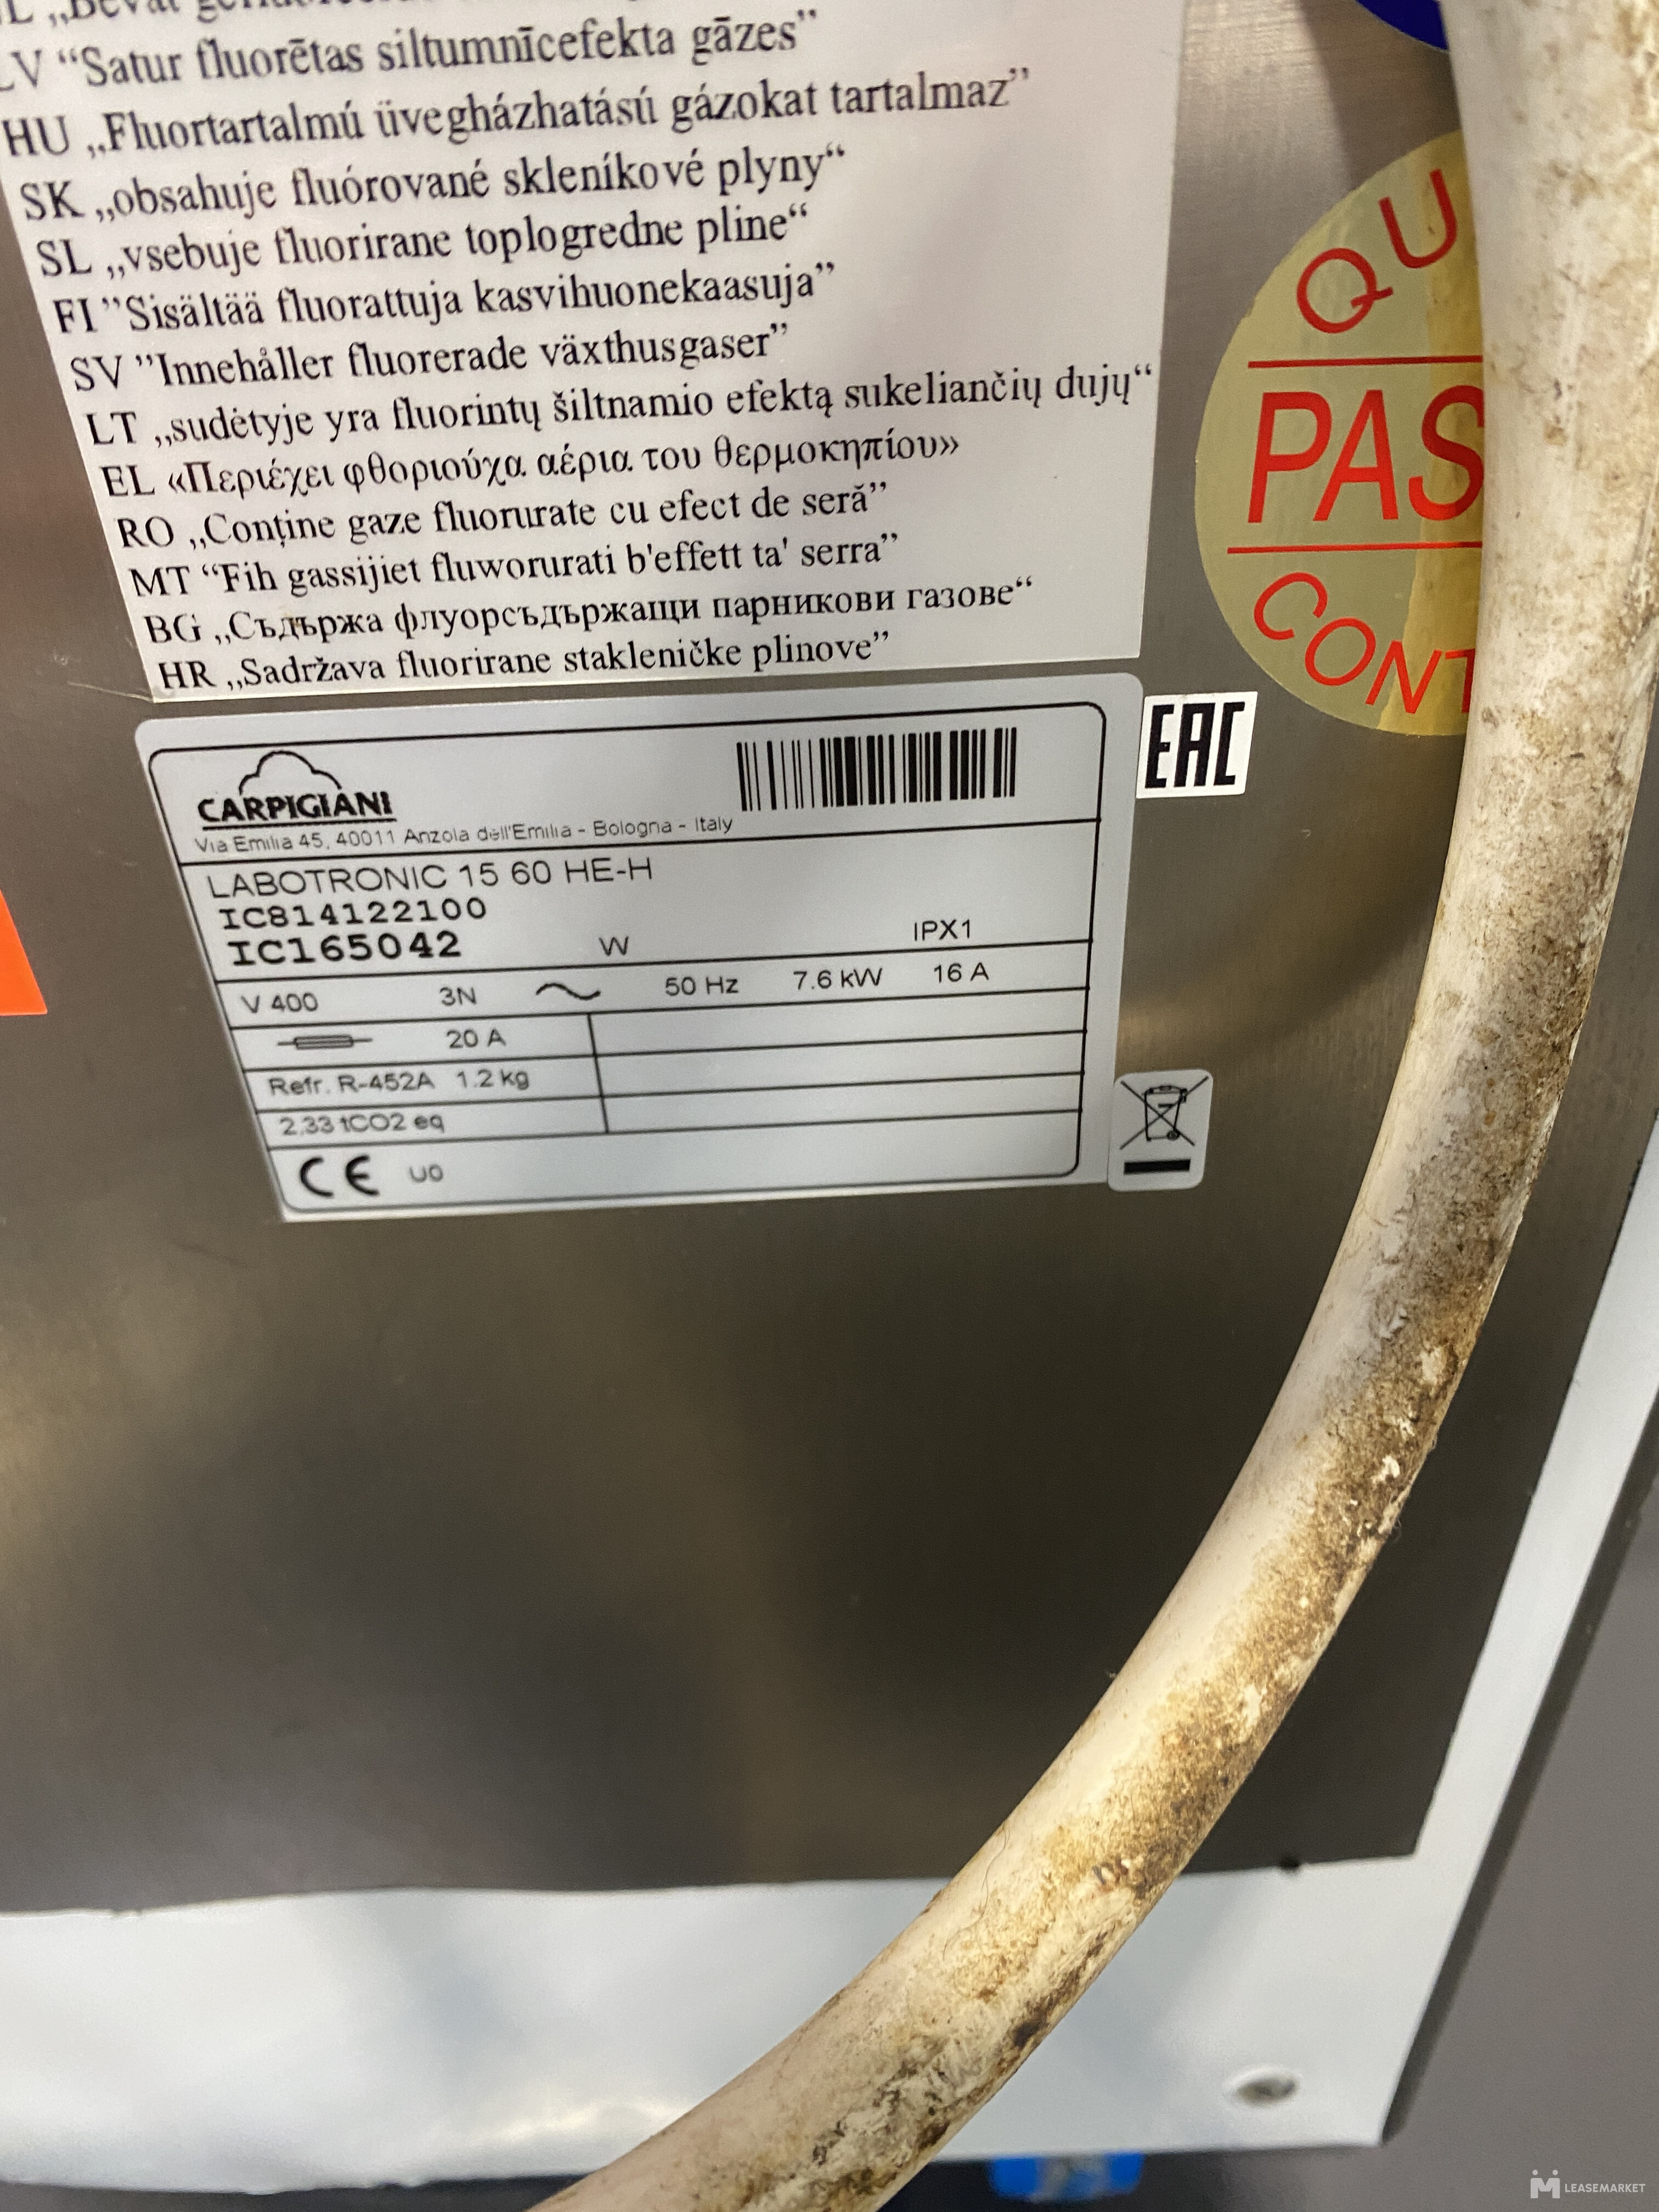 LV “Satur fluorētas siltumnīcefekta gāzes”
HU „Fluortartalmú üvegházhatású gázokat tartalmaz”
SK „obsahuje fluórované skleníkové plyny“
SL „vsebuje fluorirane toplogredne pline“
FI ”Sisältää fluorattuja kasvihuonekaasuja”
SV ”Innehåller fluorerade växthusgaser”
LT „sudėtyje yra fluorintų šiltnamio efektą sukeliančių dujų“
EL «Περιέχει φθοριούχα αέρια του θερμοκηπίου»
RO „Conține gaze fluorurate cu efect de seră”
MT “Fih gassijiet fluworurati b'effett ta' serra”
BG „Съдържа флуорсъдържащи парникови газове“
HR „Sadržava fluorirane stakleničke plinove”
QU
PAS
CONT
EAC
CARPIGIANI
Via Emilia 45, 40011 Anzola dell'Emilia - Bologna - Italy
LABOTRONIC 15 60 HE-H
IC814122100
IC165042 W IPX1
V 400 3N 50 Hz 7.6 kW 16 A
20 A
Refr. R-452A 1.2 kg
2.33 tCO2 eq
CE U0
LEASEMARKET